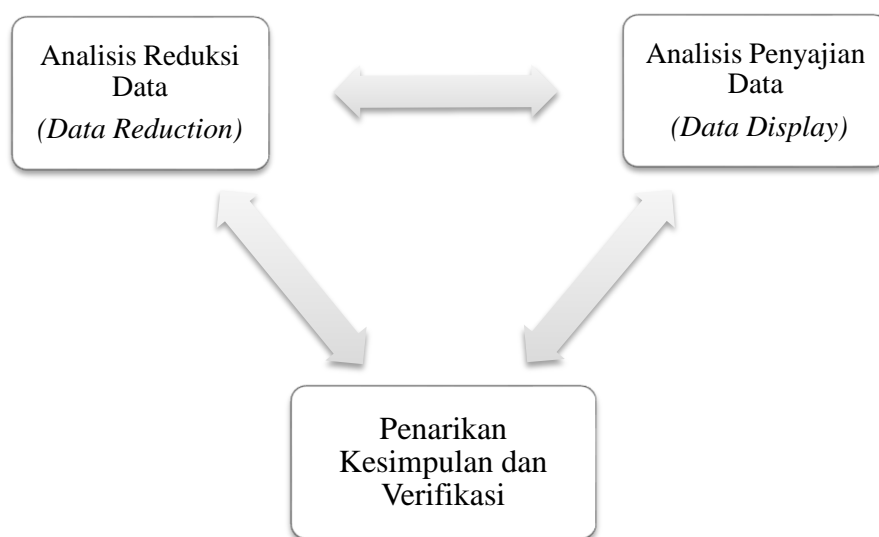 Analisis Reduksi
Data
(Data Reduction)
Analisis Penyajian
Data
(Data Display)
Penarikan
Kesimpulan dan
Verifikasi